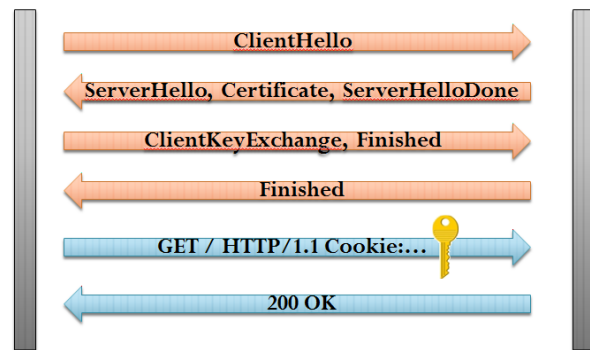 ClientHello
ServerHello, Certificate, ServerHelloDone
ClientKeyExchange, Finished
Finished
GET / HTTP/1.1 Cookie:...
200 OK